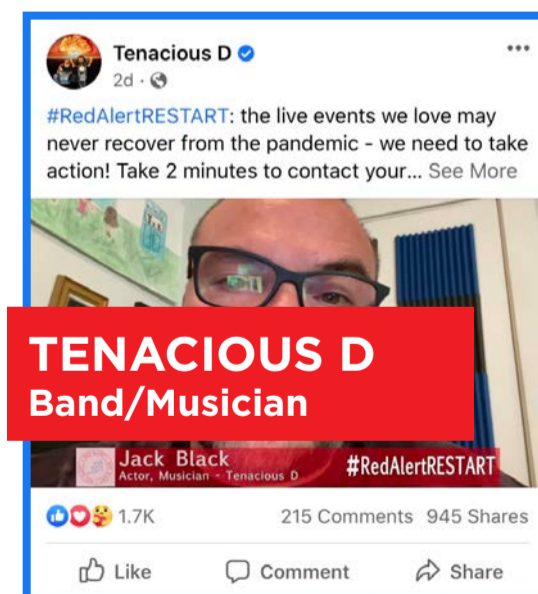 Tenacious D
2d ·
#RedAlertRESTART: the live events we love may
never recover from the pandemic - we need to take
action! Take 2 minutes to contact your... See More
TENACIOUS D
Band/Musician
Jack Black
Actor, Musician - Tenacious D
#RedAlertRESTART
1.7K
215 Comments 945 Shares
Like Comment Share